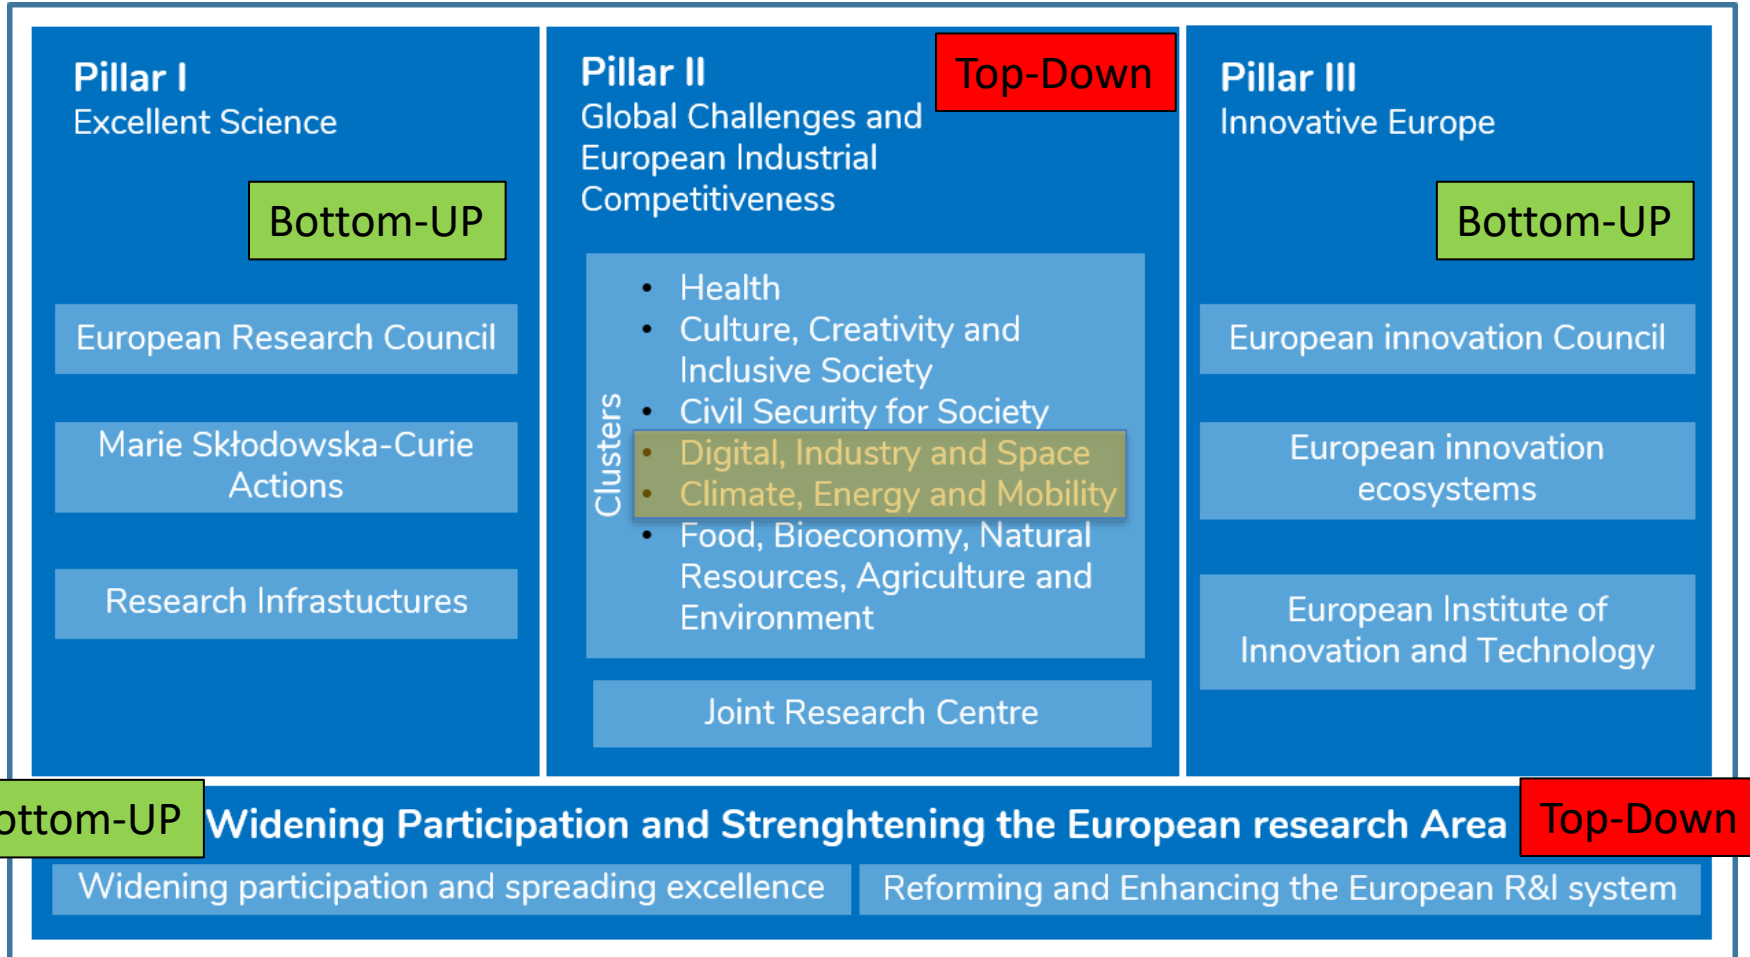 Pillar I
Excellent Science
Bottom-UP
European Research Council
Marie Skłodowska-Curie
Actions
Research Infrastuctures
Pillar II
Top-Down
Global Challenges and
European Industrial
Competitiveness
Clusters
• Health
• Culture, Creativity and
Inclusive Society
• Civil Security for Society
• Digital, Industry and Space
• Climate, Energy and Mobility
• Food, Bioeconomy, Natural
Resources, Agriculture and
Environment
Joint Research Centre
Pillar III
Innovative Europe
Bottom-UP
European innovation Council
European innovation
ecosystems
European Institute of
Innovation and Technology
ottom-UP
Widening Participation and Strenghtening the European research Area
Top-Down
Widening participation and spreading excellence
Reforming and Enhancing the European R&I system